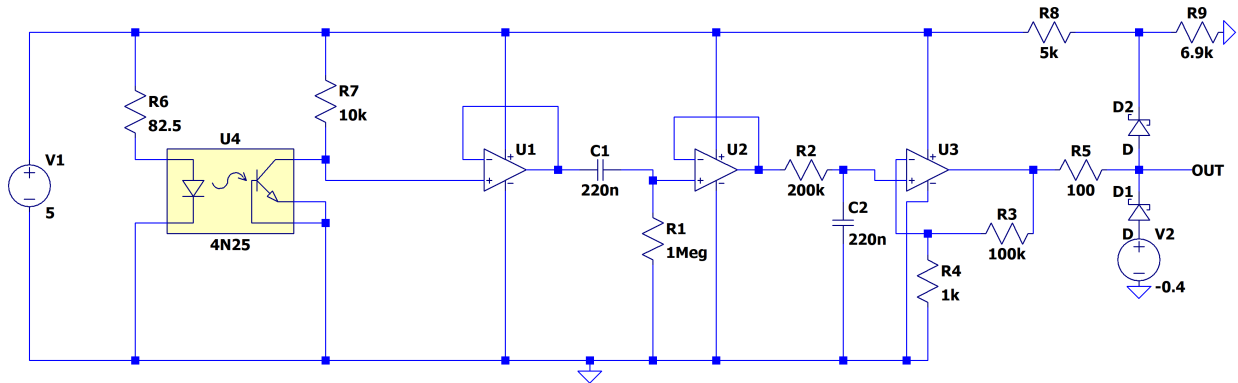 R8
5k
R9
6.9k
R6
82.5
R7
10k
U4
4N25
V1
5
U1
C1
220n
R1
1Meg
U2
R2
200k
C2
220n
U3
R3
100k
R4
1k
R5
100
D2
D
OUT
D1
D
V2
-0.4